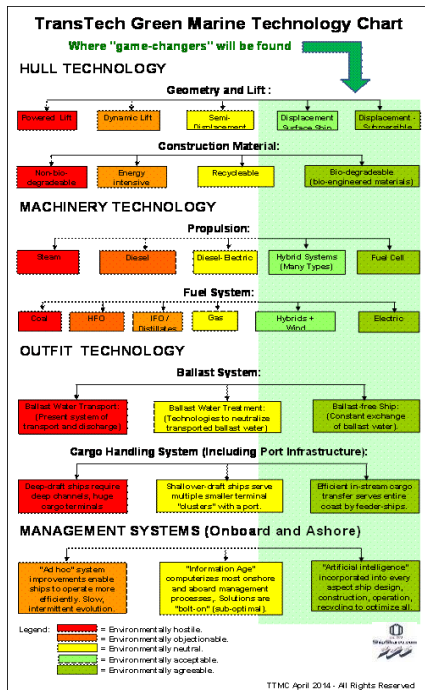 TransTech Green Marine Technology Chart
Where "game-changers" will be found
HULL TECHNOLOGY
Geometry and Lift :
Powered Lift
Dynamic Lift
Semi-
Displacement
Displacement
Surface Ship
Displacement -
Submersible
Construction Material:
Non-bio-
degradeable
Energy
intensive
Recycleable
Bio-degradeable
(bio-engineered materials)
MACHINERY TECHNOLOGY
Propulsion:
Steam
Diesel
Diesel-Electric
Hybrid Systems
(Many Types)
Fuel Cell
Fuel System:
Coal
HFO
IFO/
Distillates
Gas
Hybrids +
Wind
Electric
OUTFIT TECHNOLOGY
Ballast System:
Ballast Water Transport:
(Present system of
transport and discharge)
Ballast Water Treatment:
(Technologies to neutralize
transported ballast water)
Ballast-free Ship:
(Constant exchange
of ballast water).
Cargo Handling System (Including Port Infrastructure):
Deep-draft ships require
deep channels, huge
cargo terminals
Shallover-draft ships serve
multiple smaller terminal
"clusters" with a port.
Efficient in-stream cargo
transfer serves entire
coast by feeder-ships.
MANAGEMENT SYSTEMS (Onboard and Ashore)
"Ad hoc" system
improvements enable
ships to operate more
efficiently. Slow,
intermittent evolution.
"Information Age"
computerizes most onshore
and aboard management
processes, Solutions are
"bolt-on" (sub-optimal).
"Artificial intelligence"
incorporated into every
aspect ship design,
construction, operation,
recycling to optimize all.
Legend:
= Environmentally hostile.
= Environmentally objectionable.
= Environmentally neutral.
= Environmentally acceptable.
= Environmentally agreeable.
TTMC April 2014 - All Rights Reserved